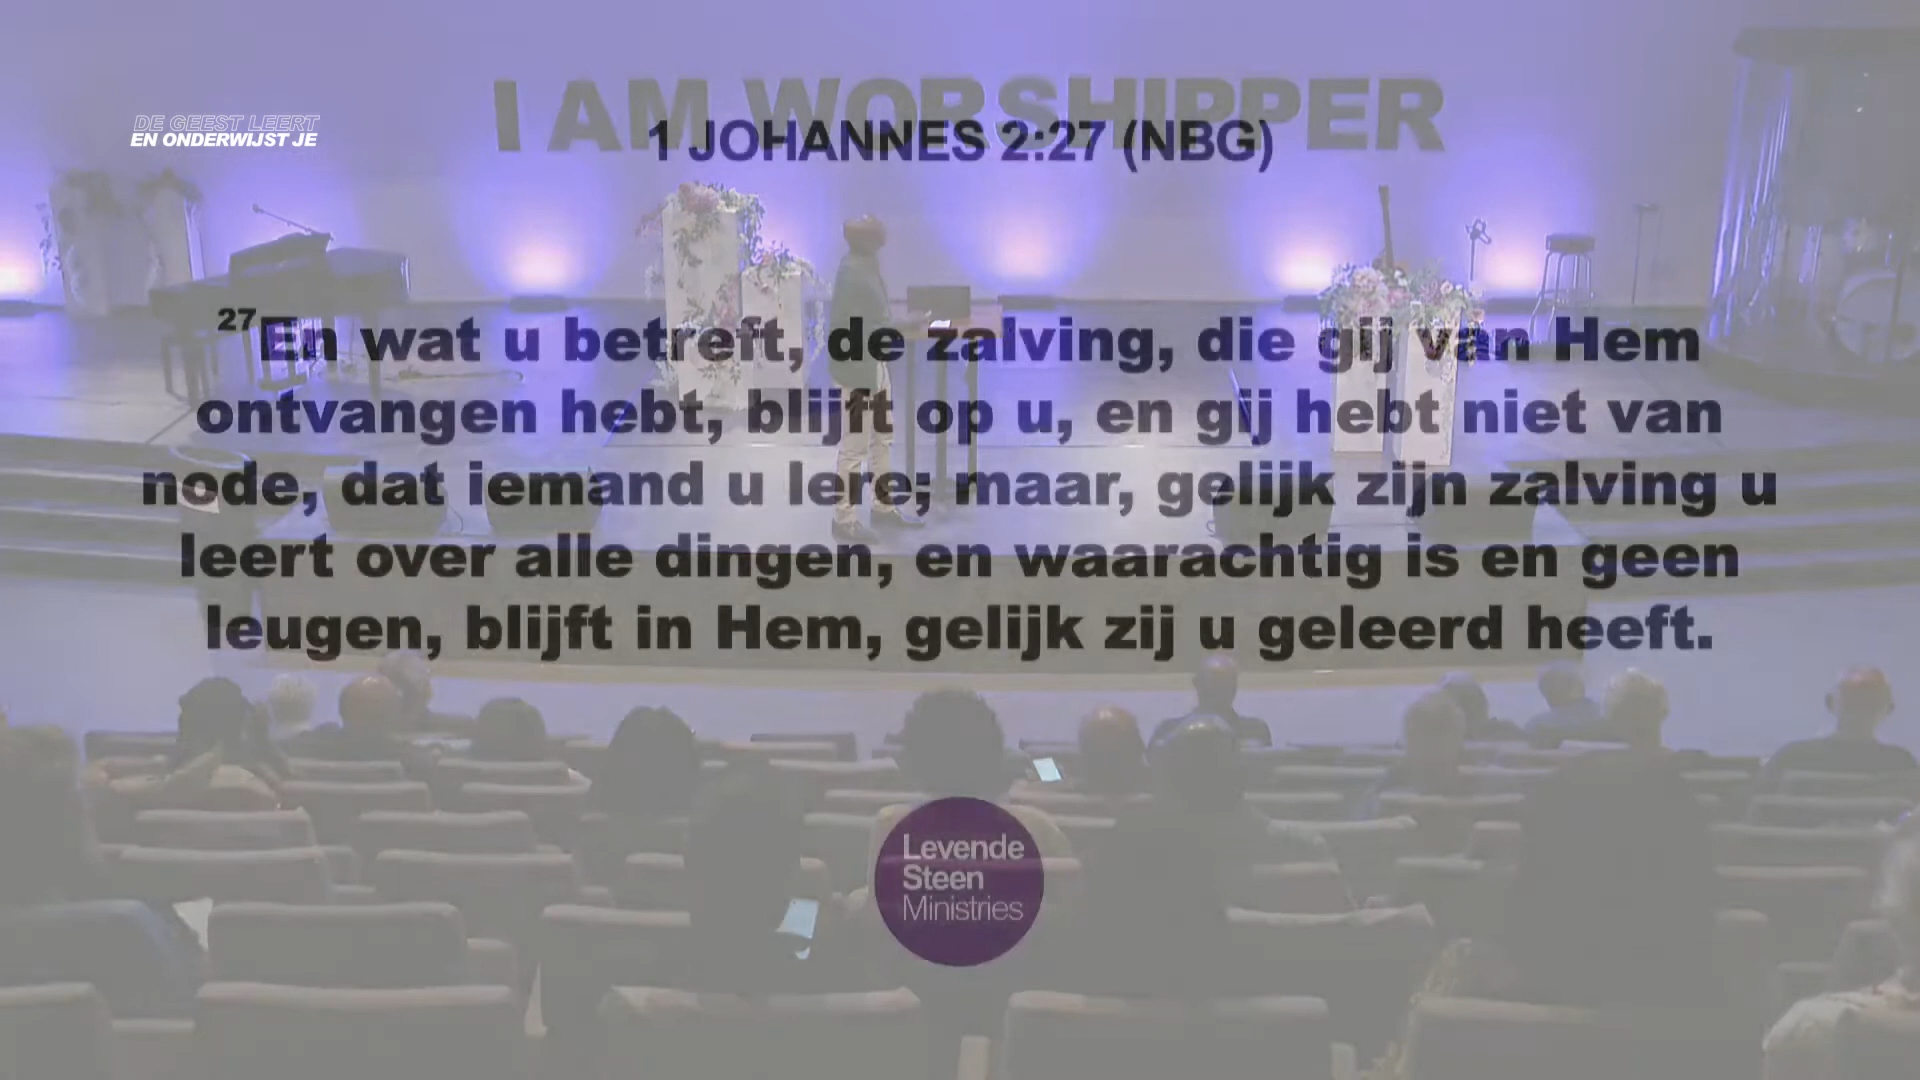 I AM WORSHIPPER
DE GEEST LEERT
EN ONDERWIJST JE
1 JOHANNES 2:27 (NBG)
27En wat u betreft, de zalving, die gij van Hem
ontvangen hebt, blijft op u, en gij hebt niet van
node, dat iemand u lere; maar, gelijk zijn zalving u
leert over alle dingen, en waarachtig is en geen
leugen, blijft in Hem, gelijk zij u geleerd heeft.
Levende
Steen
Ministries